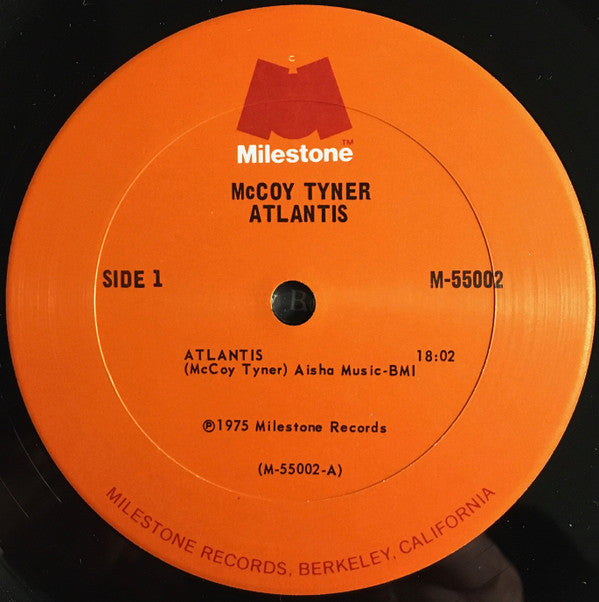 Milestone™
McCOY TYNER
ATLANTIS
SIDE 1 M-55002
ATLANTIS 18:02
(McCoy Tyner) Aisha Music-BMI
℗1975 Milestone Records
(M-55002-A)
MILESTONE RECORDS, BERKELEY, CALIFORNIA